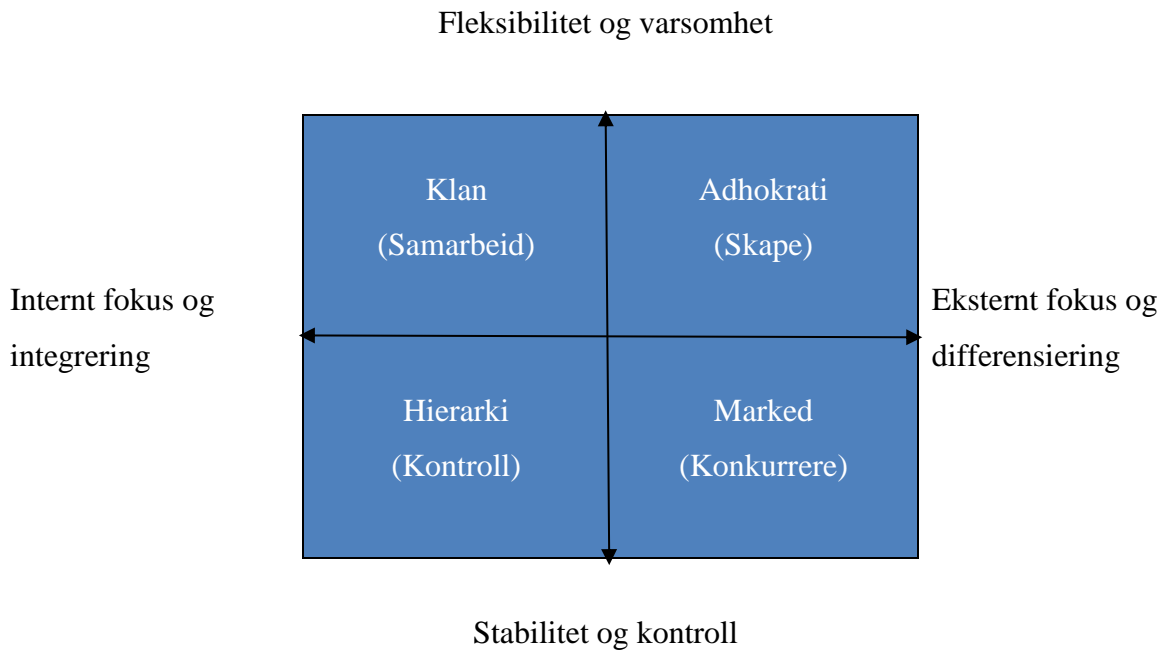 Fleksibilitet og varsomhet
Klan
(Samarbeid)
Adhokrati
(Skape)
Internt fokus og
integrering
Eksternt fokus og
differensiering
Hierarki
(Kontroll)
Marked
(Konkurrere)
Stabilitet og kontroll